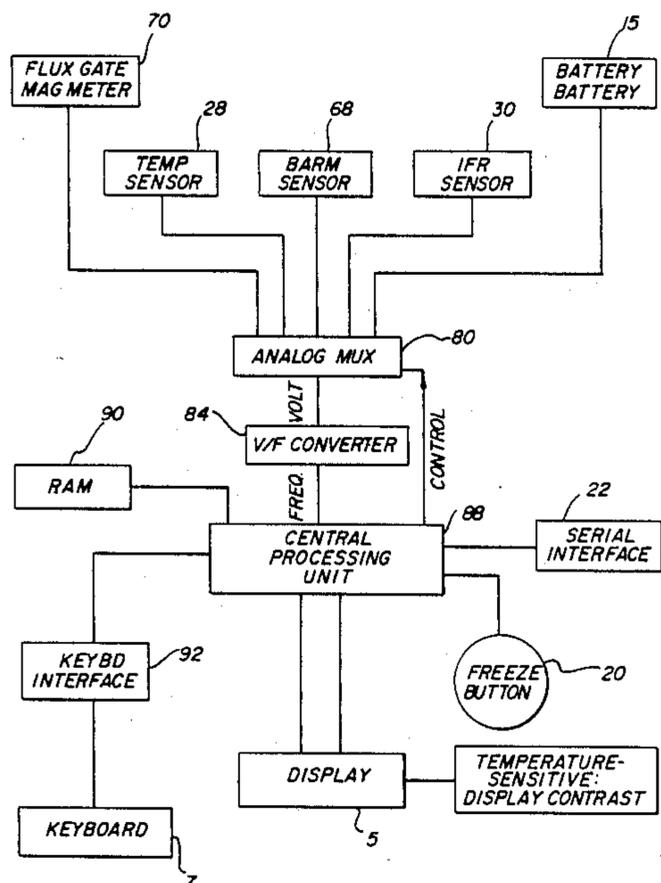 70
15
FLUX GATE
MAG METER
BATTERY
BATTERY
28
68
30
TEMP
SENSOR
BARM
SENSOR
IFR
SENSOR
ANALOG MUX
80
VOLT
84
V/F CONVERTER
CONTROL
90
RAM
FREQ.
88
CENTRAL
PROCESSING
UNIT
22
SERIAL
INTERFACE
KEYBD
INTERFACE
92
FREEZE
BUTTON
20
DISPLAY
5
TEMPERATURE-
SENSITIVE:
DISPLAY CONTRAST
KEYBOARD
7